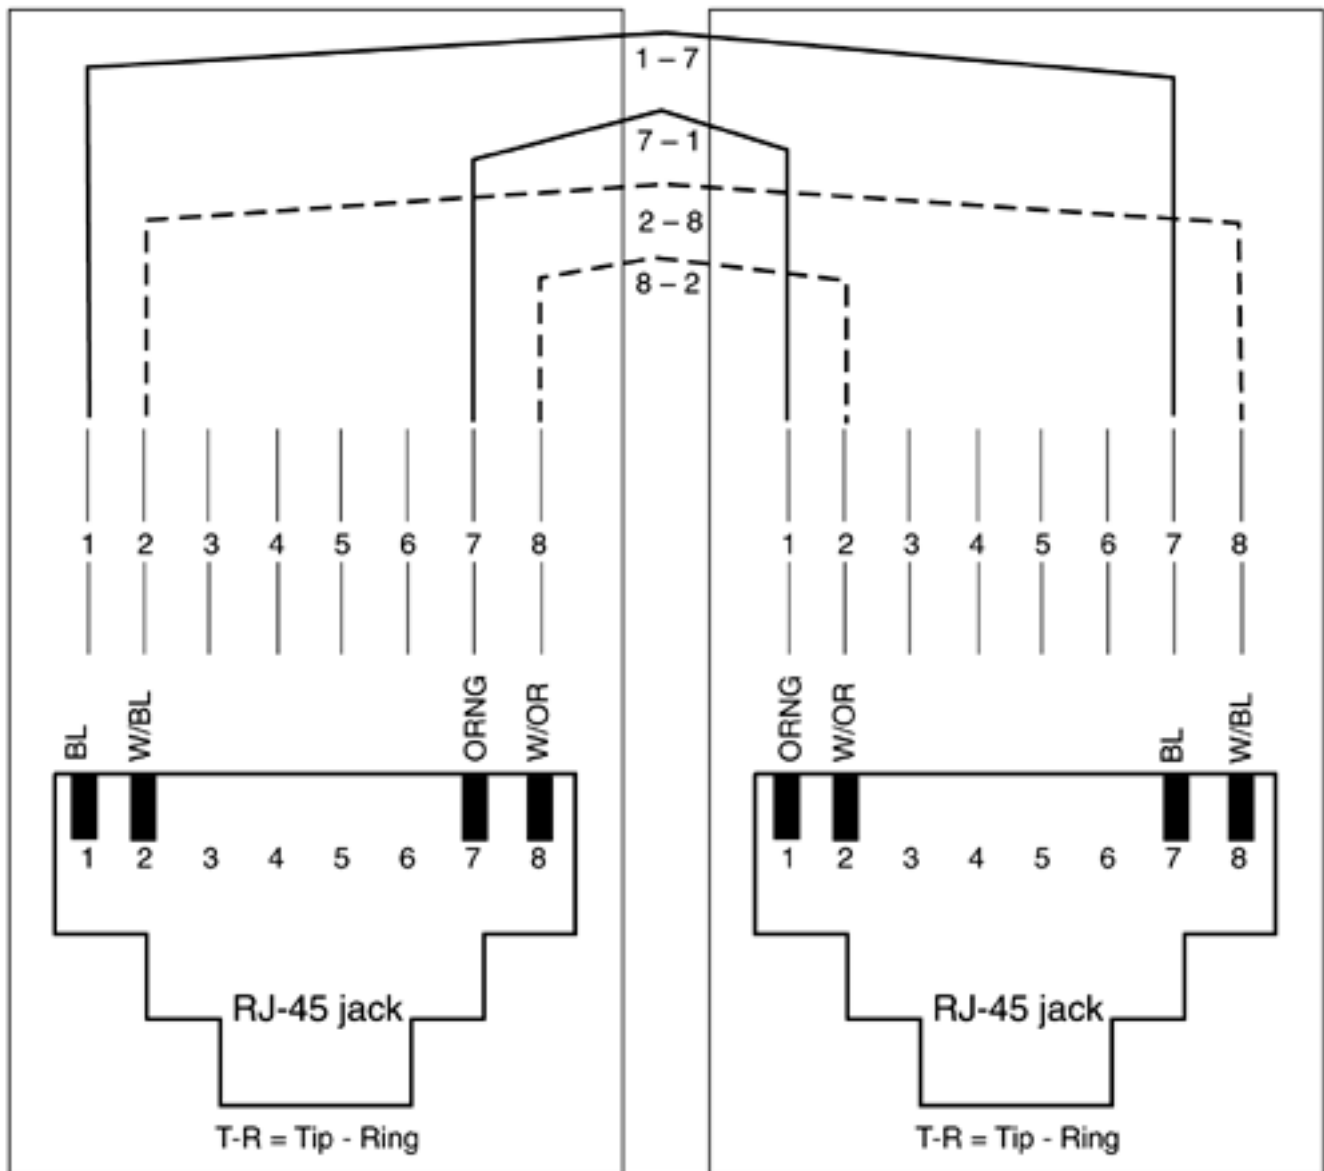 1 – 7
7 – 1
2 – 8
8 – 2
1 2 3 4 5 6 7 8
1 2 3 4 5 6 7 8
BL W/BL ORNG W/OR
ORNG W/OR BL W/BL
1 2 3 4 5 6 7 8
1 2 3 4 5 6 7 8
RJ-45 jack
RJ-45 jack
T-R = Tip - Ring
T-R = Tip - Ring